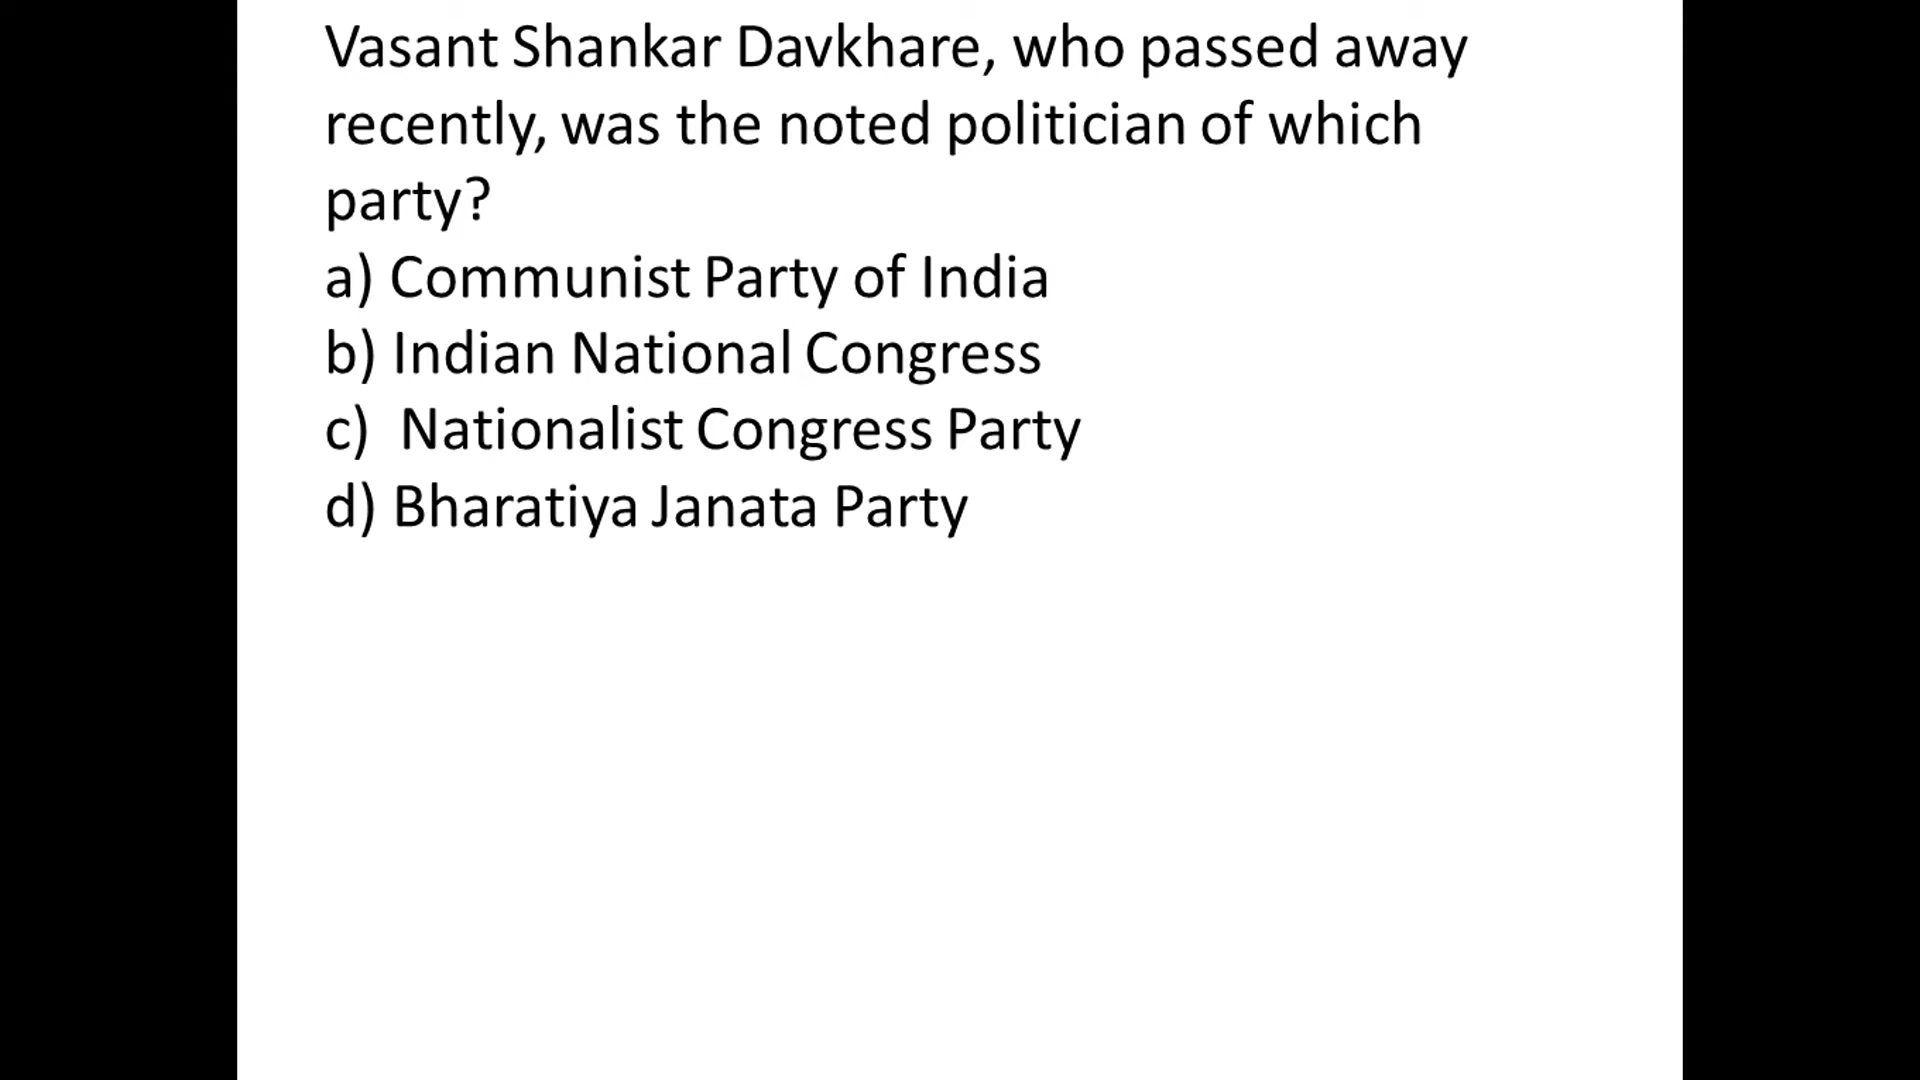 Vasant Shankar Davkhare, who passed away
recently, was the noted politician of which
party?
a) Communist Party of India
b) Indian National Congress
c)  Nationalist Congress Party
d) Bharatiya Janata Party